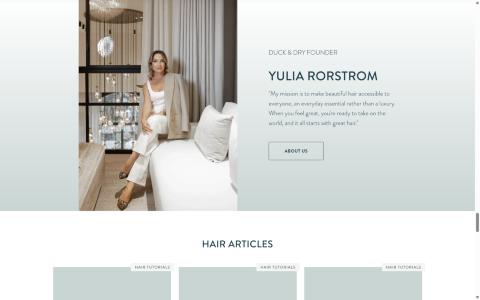 DUCK & DRY FOUNDER
YULIA RORSTROM
"My mission is to make beautiful hair accessible to
everyone, an everyday essential rather than a luxury.
When you feel great, you're ready to take on the
world, and it all starts with great hair."
ABOUT US
HAIR ARTICLES
HAIR TUTORIALS
HAIR TUTORIALS
HAIR TUTORIALS